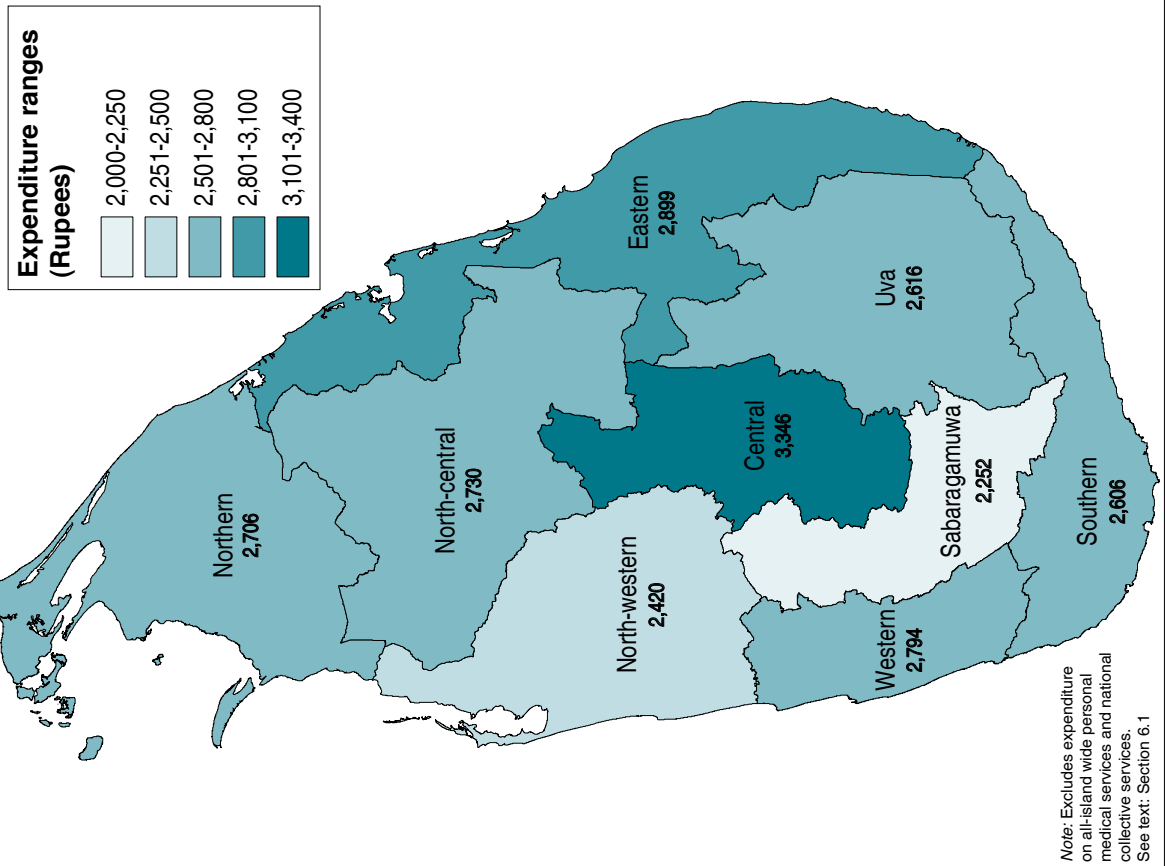 Expenditure ranges
(Rupees)
2,000-2,250
2,251-2,500
2,501-2,800
2,801-3,100
3,101-3,400
Northern
2,706
North-central
2,730
Eastern
2,899
North-western
2,420
Central
3,346
Uva
2,616
Western
2,794
Sabaragamuwa
2,252
Southern
2,606
Note: Excludes expenditure
on all-island wide personal
medical services and national
collective services.
See text: Section 6.1